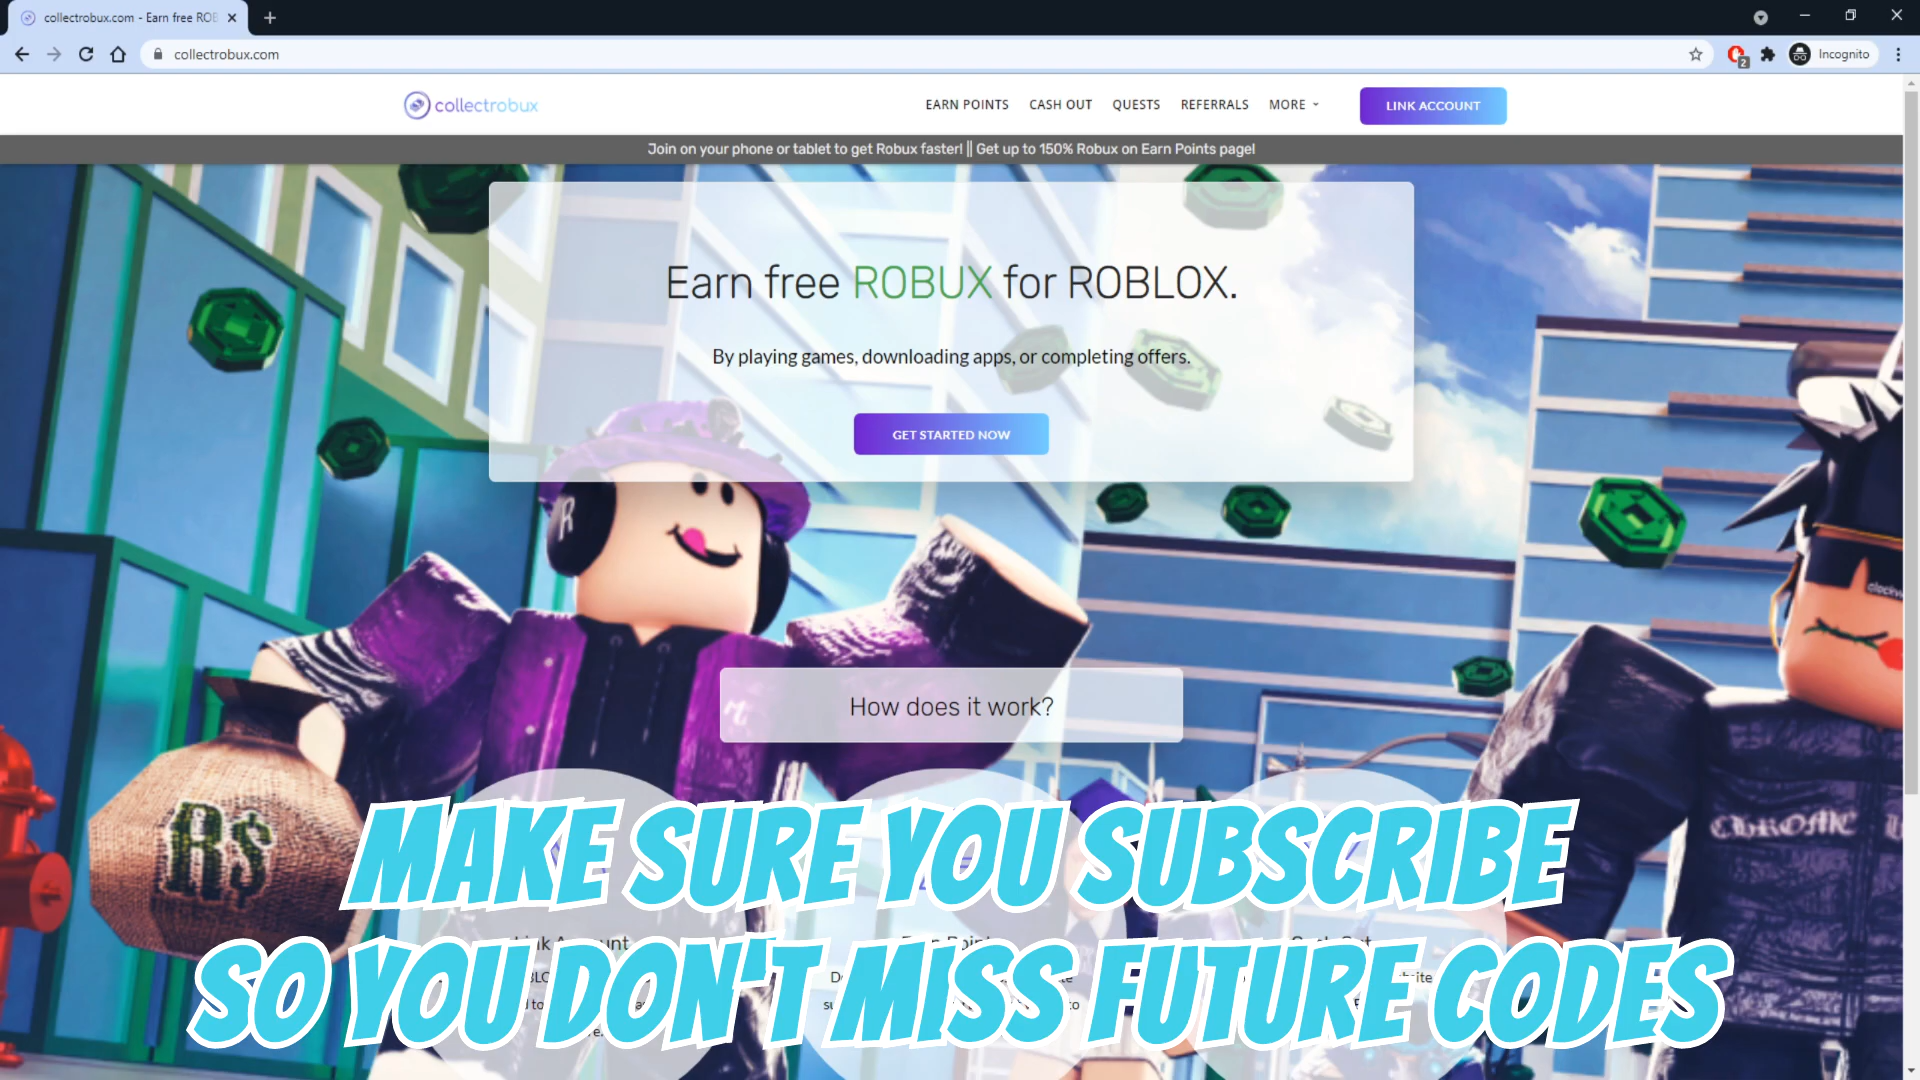 collectrobux.com - Earn free ROB
collectrobux.com
2
Incognito
collectrobux
EARN POINTS
CASH OUT
QUESTS
REFERRALS
MORE
LINK ACCOUNT
Join on your phone or tablet to get Robux faster! || Get up to 150% Robux on Earn Points page!
Earn free ROBUX for ROBLOX.
By playing games, downloading apps, or completing offers.
GET STARTED NOW
R
How does it work?
R$
CHROME
MAKE SURE YOU SUBSCRIBE
SO YOU DON'T MISS FUTURE CODES